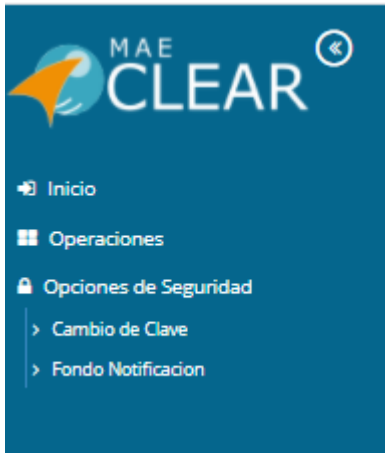 MAE
CLEAR
Inicio
Operaciones
Opciones de Seguridad
Cambio de Clave
Fondo Notificacion